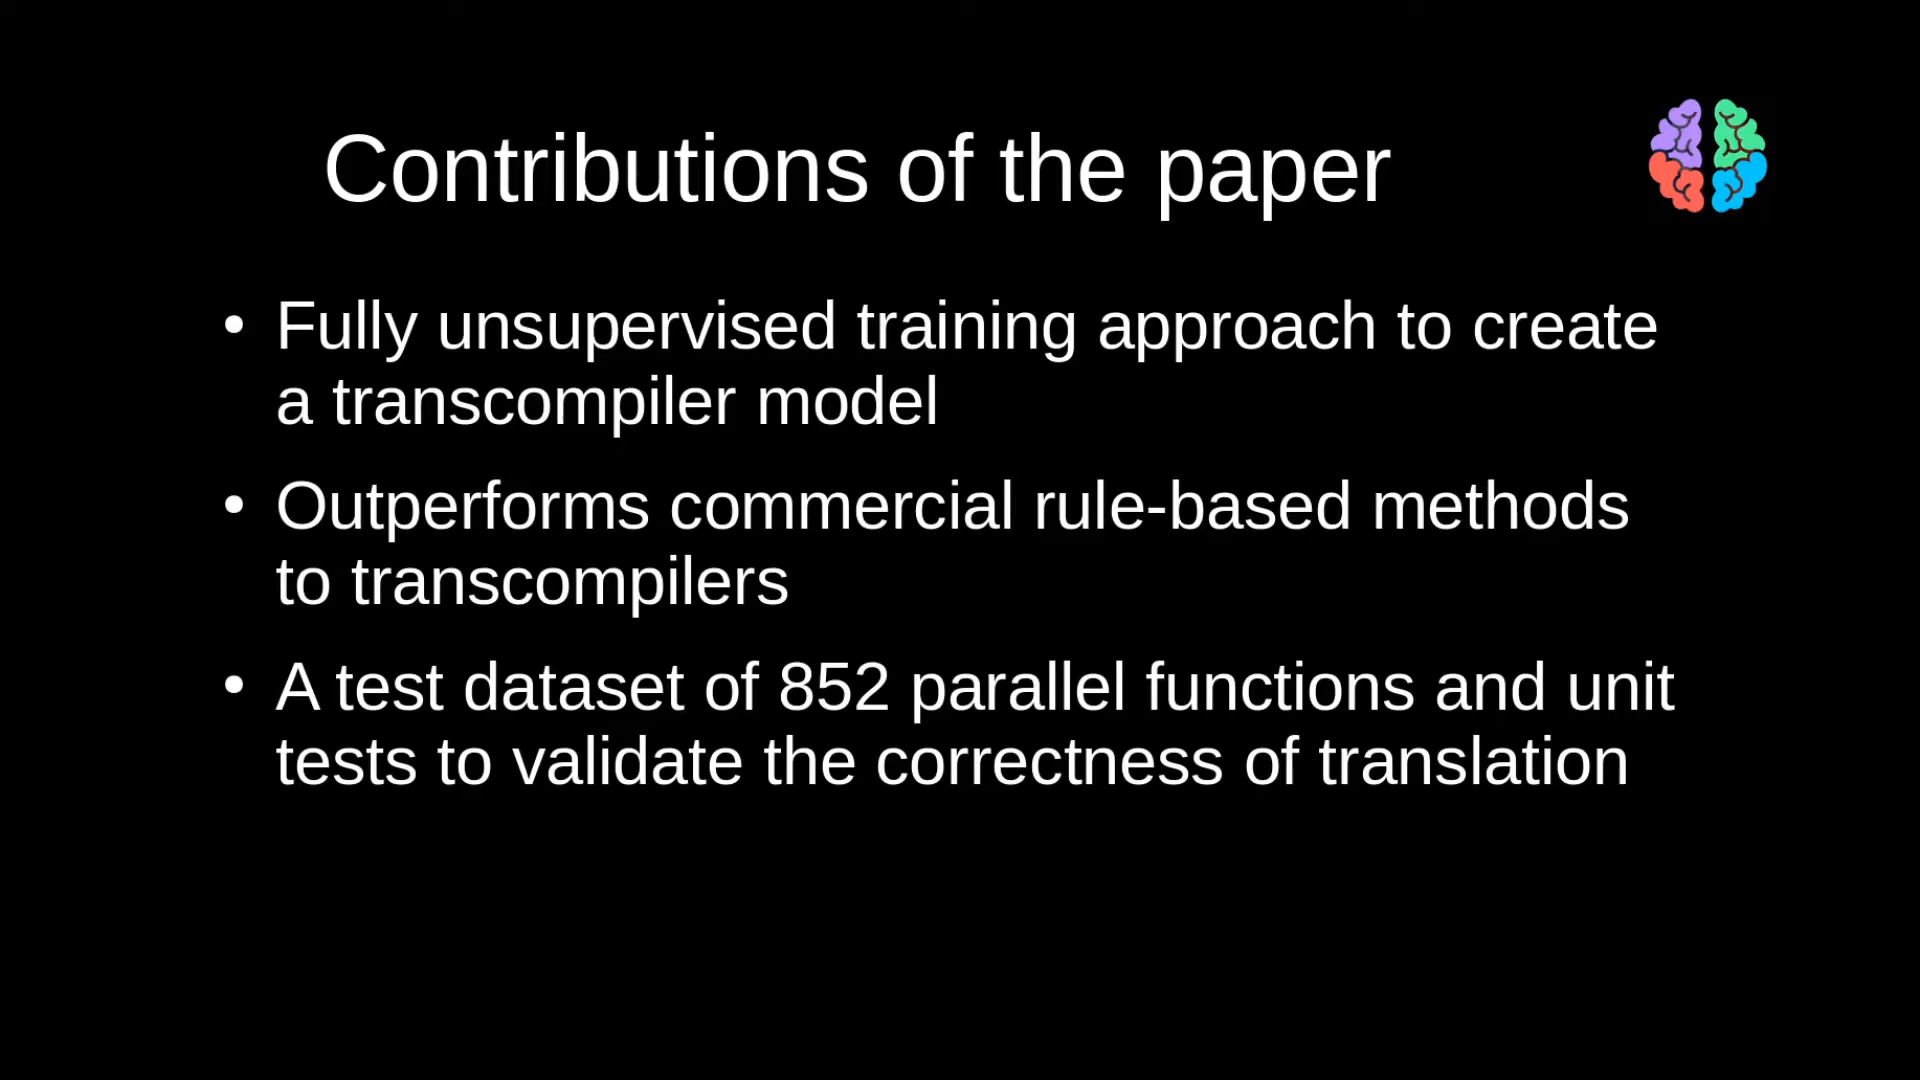 Contributions of the paper
• Fully unsupervised training approach to create
a transcompiler model
• Outperforms commercial rule-based methods
to transcompilers
• A test dataset of 852 parallel functions and unit
tests to validate the correctness of translation